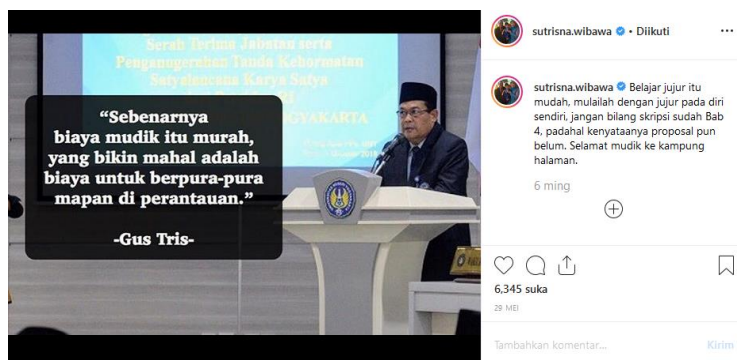 Serah Terima Jabatan serta
Penganugerahan Tanda Kehormatan
Satyalancana Karya Satya
YOGYAKARTA
“Sebenarnya
biaya mudik itu murah,
yang bikin mahal adalah
biaya untuk berpura-pura
mapan di perantauan.”
-Gus Tris-
sutrisna.wibawa • Diikuti
sutrisna.wibawa Belajar jujur itu
mudah, mulailah dengan jujur pada diri
sendiri, jangan bilang skripsi sudah Bab
4, padahal kenyataanya proposal pun
belum. Selamat mudik ke kampung
halaman.
6 ming
6,345 suka
29 MEI
Tambahkan komentar...
Kirim